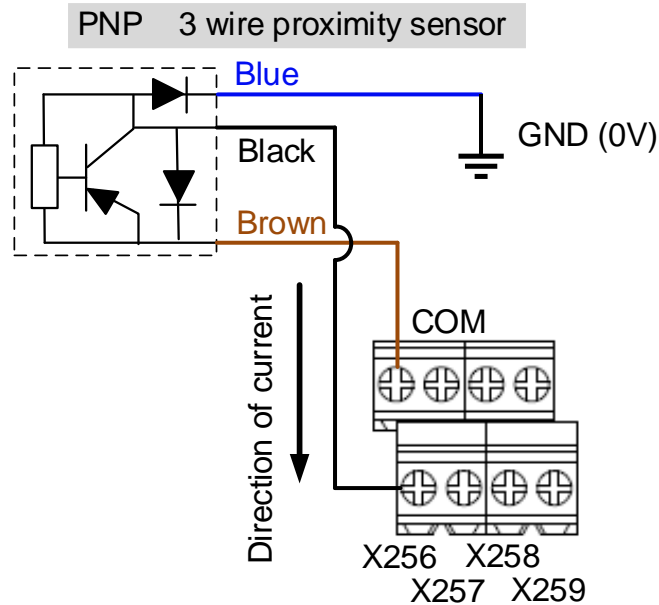 PNP 3 wire proximity sensor
Blue
GND (0V)
Black
Brown
Direction of current
COM
X256 X258
X257 X259